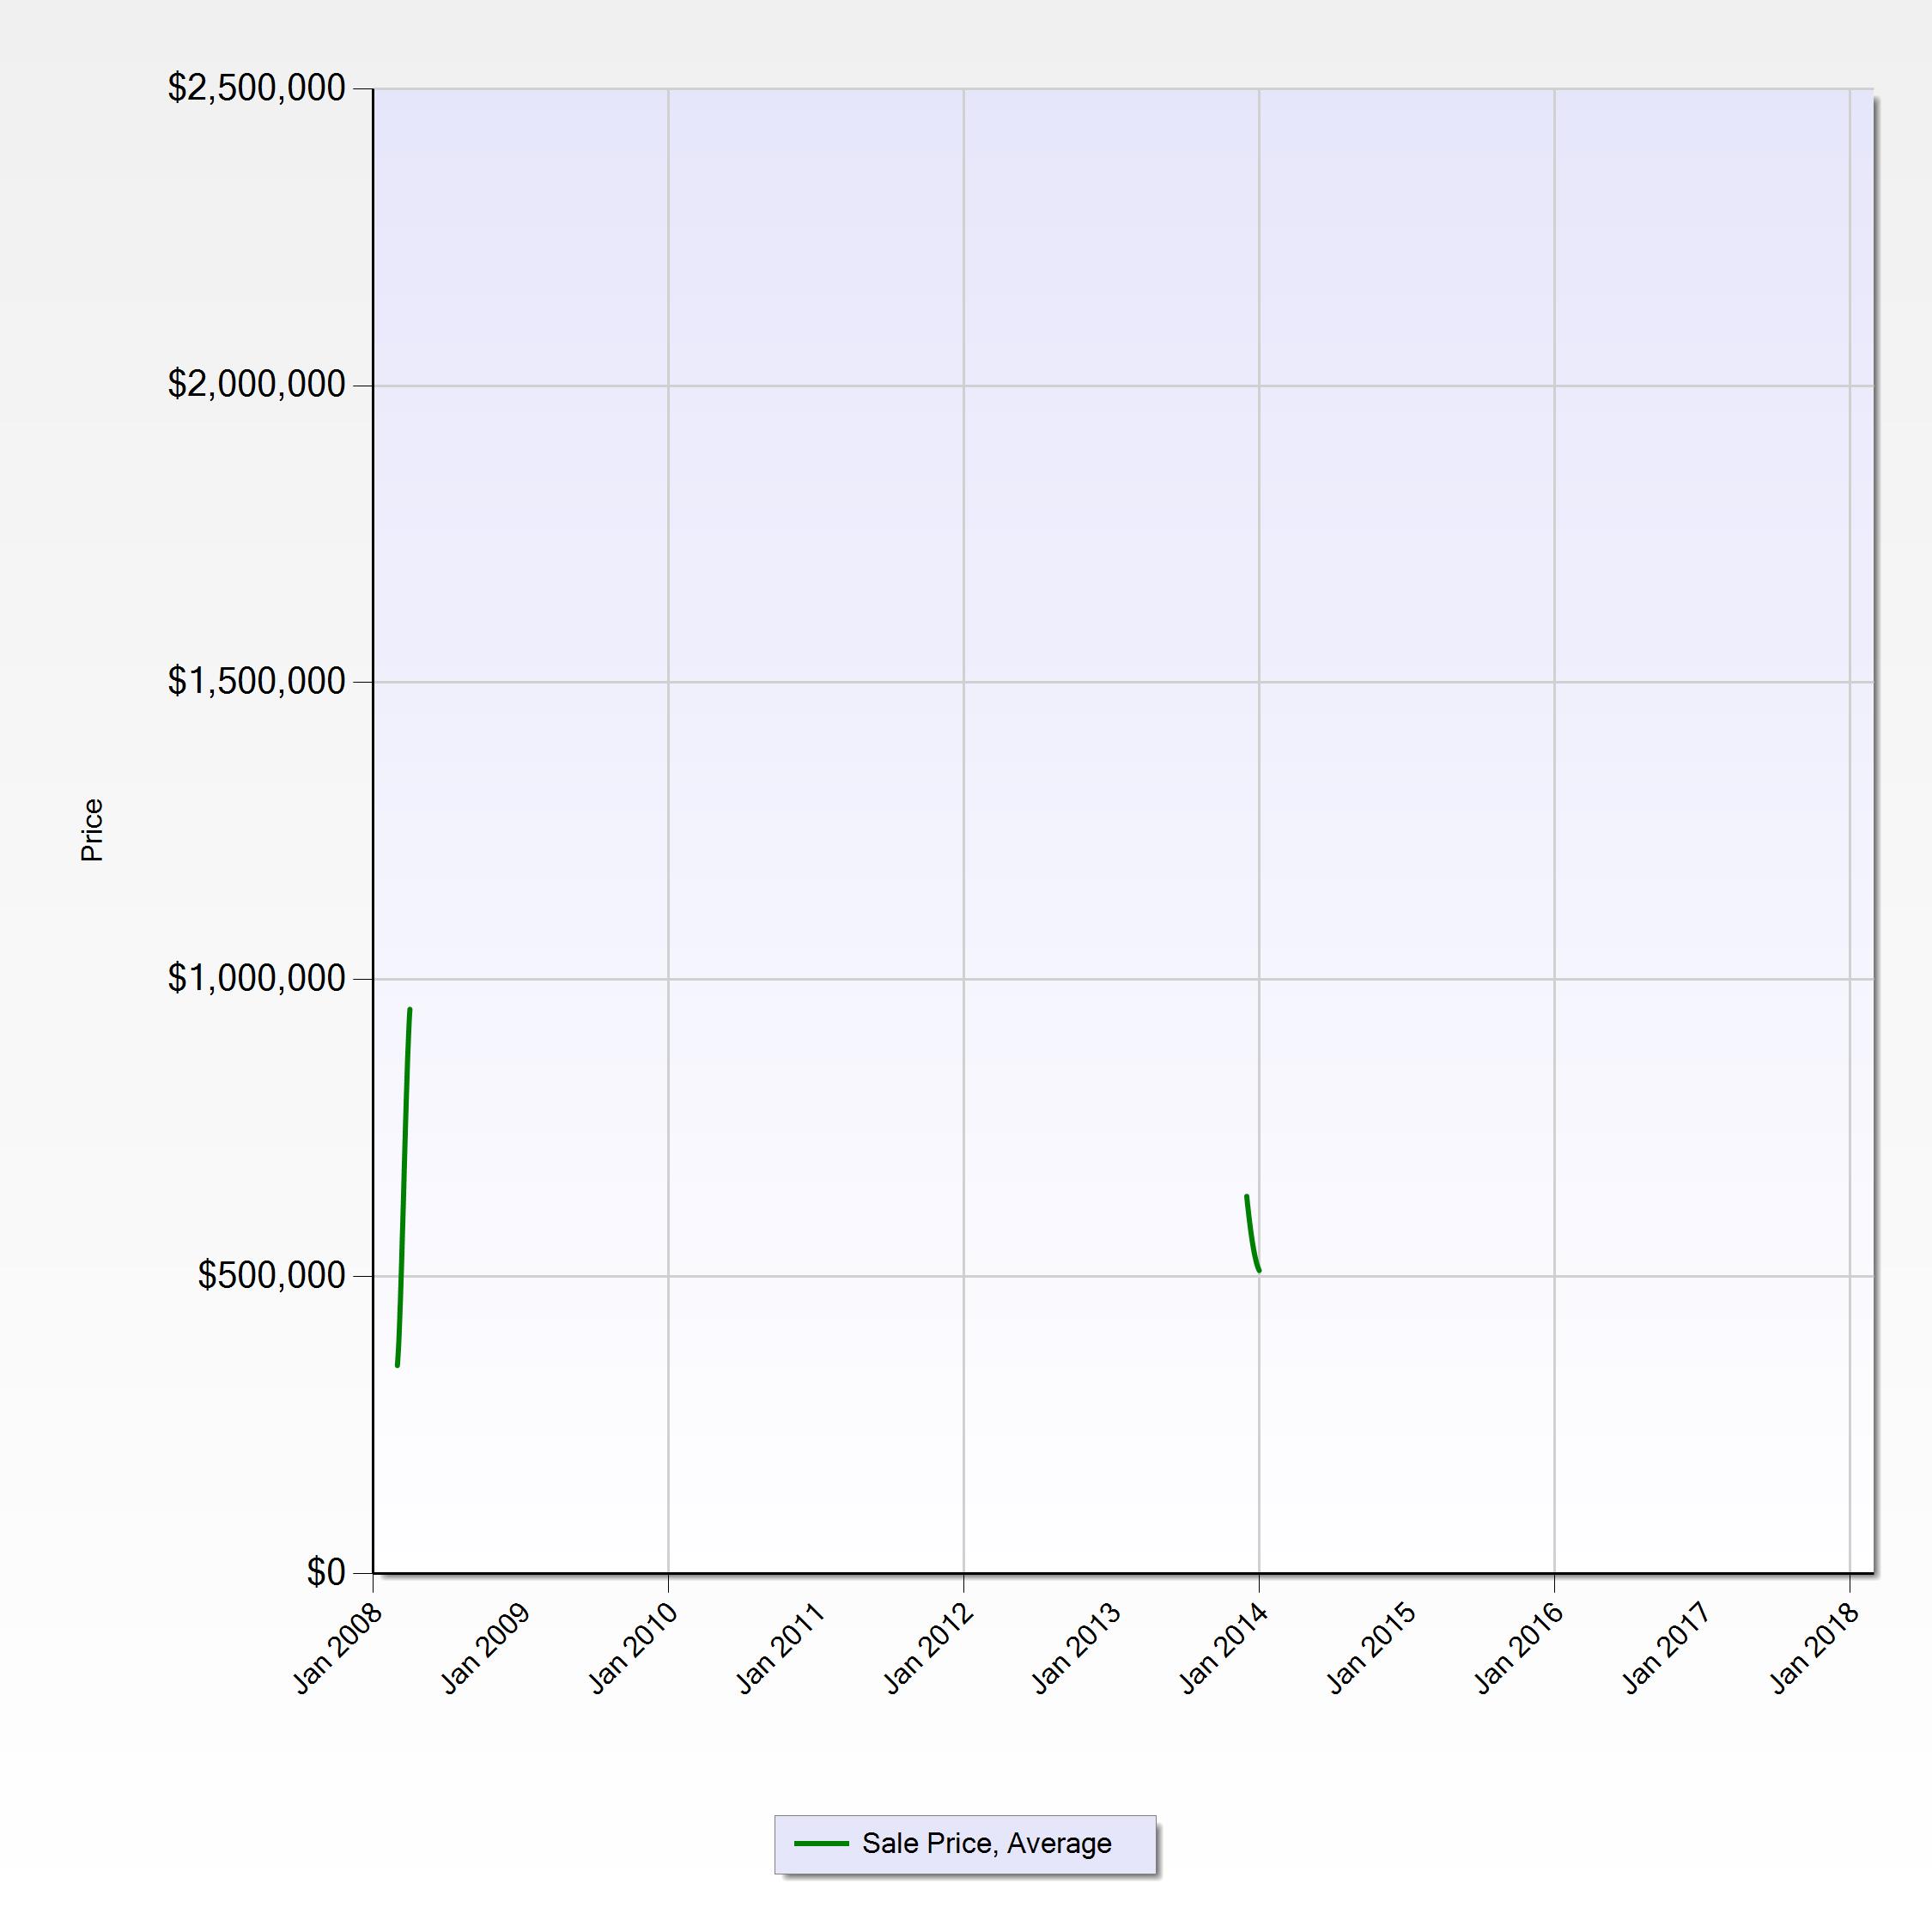 $2,500,000
$2,000,000
$1,500,000
Price
$1,000,000
$500,000
$0
Jan 2008
Jan 2009
Jan 2010
Jan 2011
Jan 2012
Jan 2013
Jan 2014
Jan 2015
Jan 2016
Jan 2017
Jan 2018
Sale Price, Average